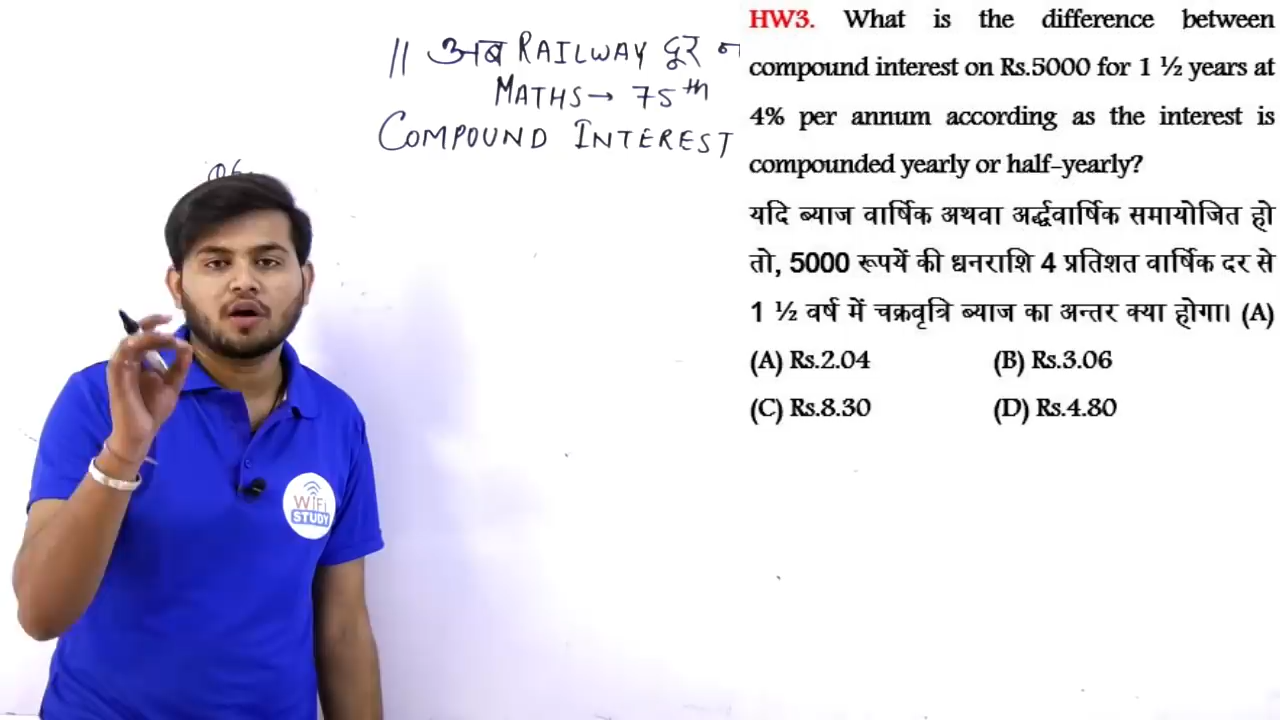 || अब RAILWAY दूर
MATHS → 75th
COMPOUND INTEREST
HW3. What is the difference between
compound interest on Rs.5000 for 1 ½ years at
4% per annum according as the interest is
compounded yearly or half-yearly?
यदि ब्याज वार्षिक अथवा अर्द्धवार्षिक समायोजित हो
तो, 5000 रूपयें की धनराशि 4 प्रतिशत वार्षिक दर से
1 ½ वर्ष में चक्रवृत्रि ब्याज का अन्तर क्या होगा। (A)
(A) Rs.2.04 (B) Rs.3.06
(C) Rs.8.30 (D) Rs.4.80
WiFi
STUDY